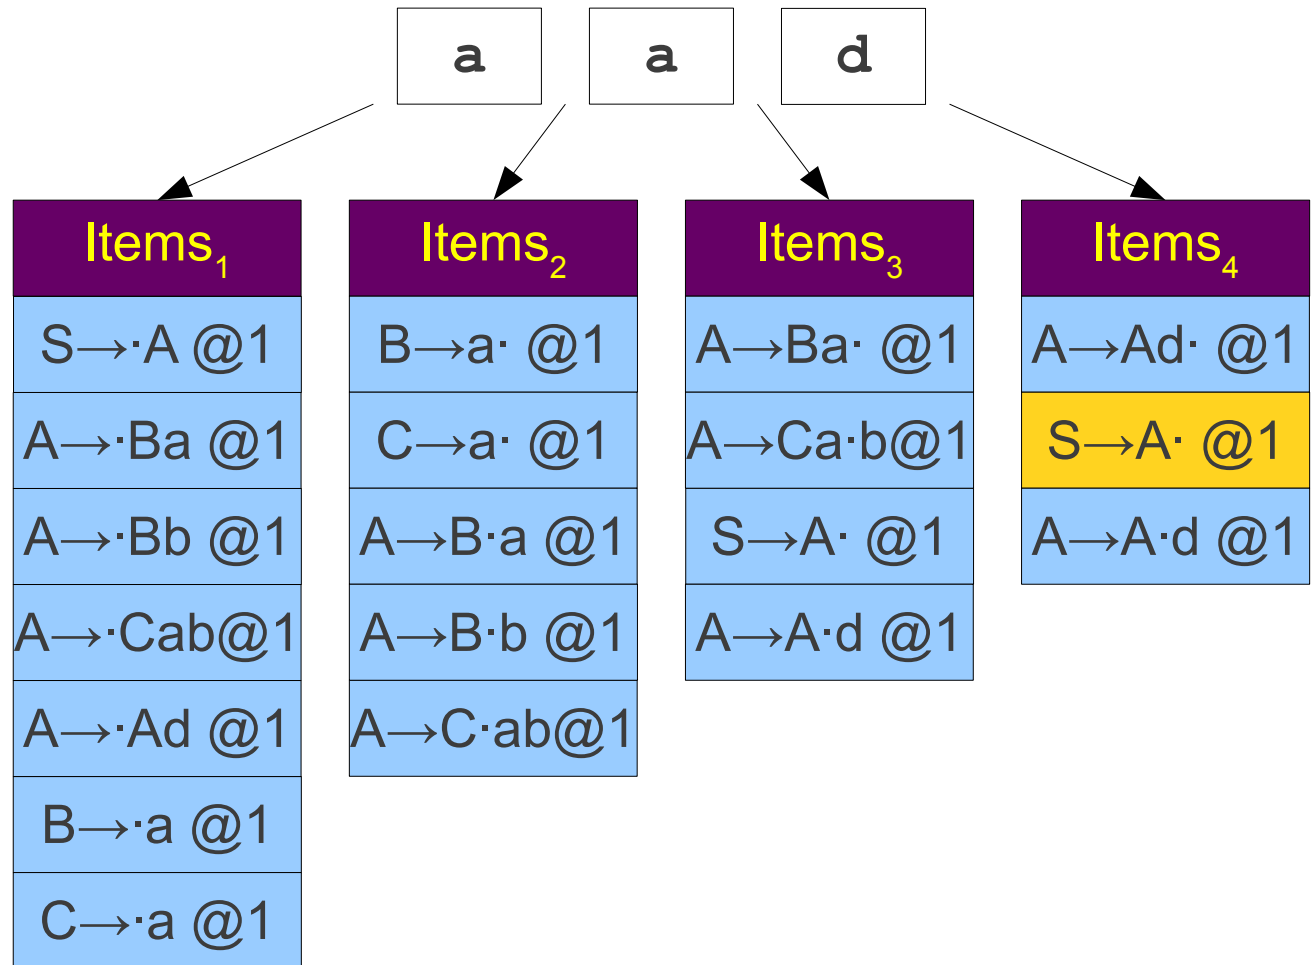 a a d
Items₁
S→·A @1
A→·Ba @1
A→·Bb @1
A→·Cab@1
A→·Ad @1
B→·a @1
C→·a @1
Items₂
B→a· @1
C→a· @1
A→B·a @1
A→B·b @1
A→C·ab@1
Items₃
A→Ba· @1
A→Ca·b@1
S→A· @1
A→A·d @1
Items₄
A→Ad· @1
S→A· @1
A→A·d @1